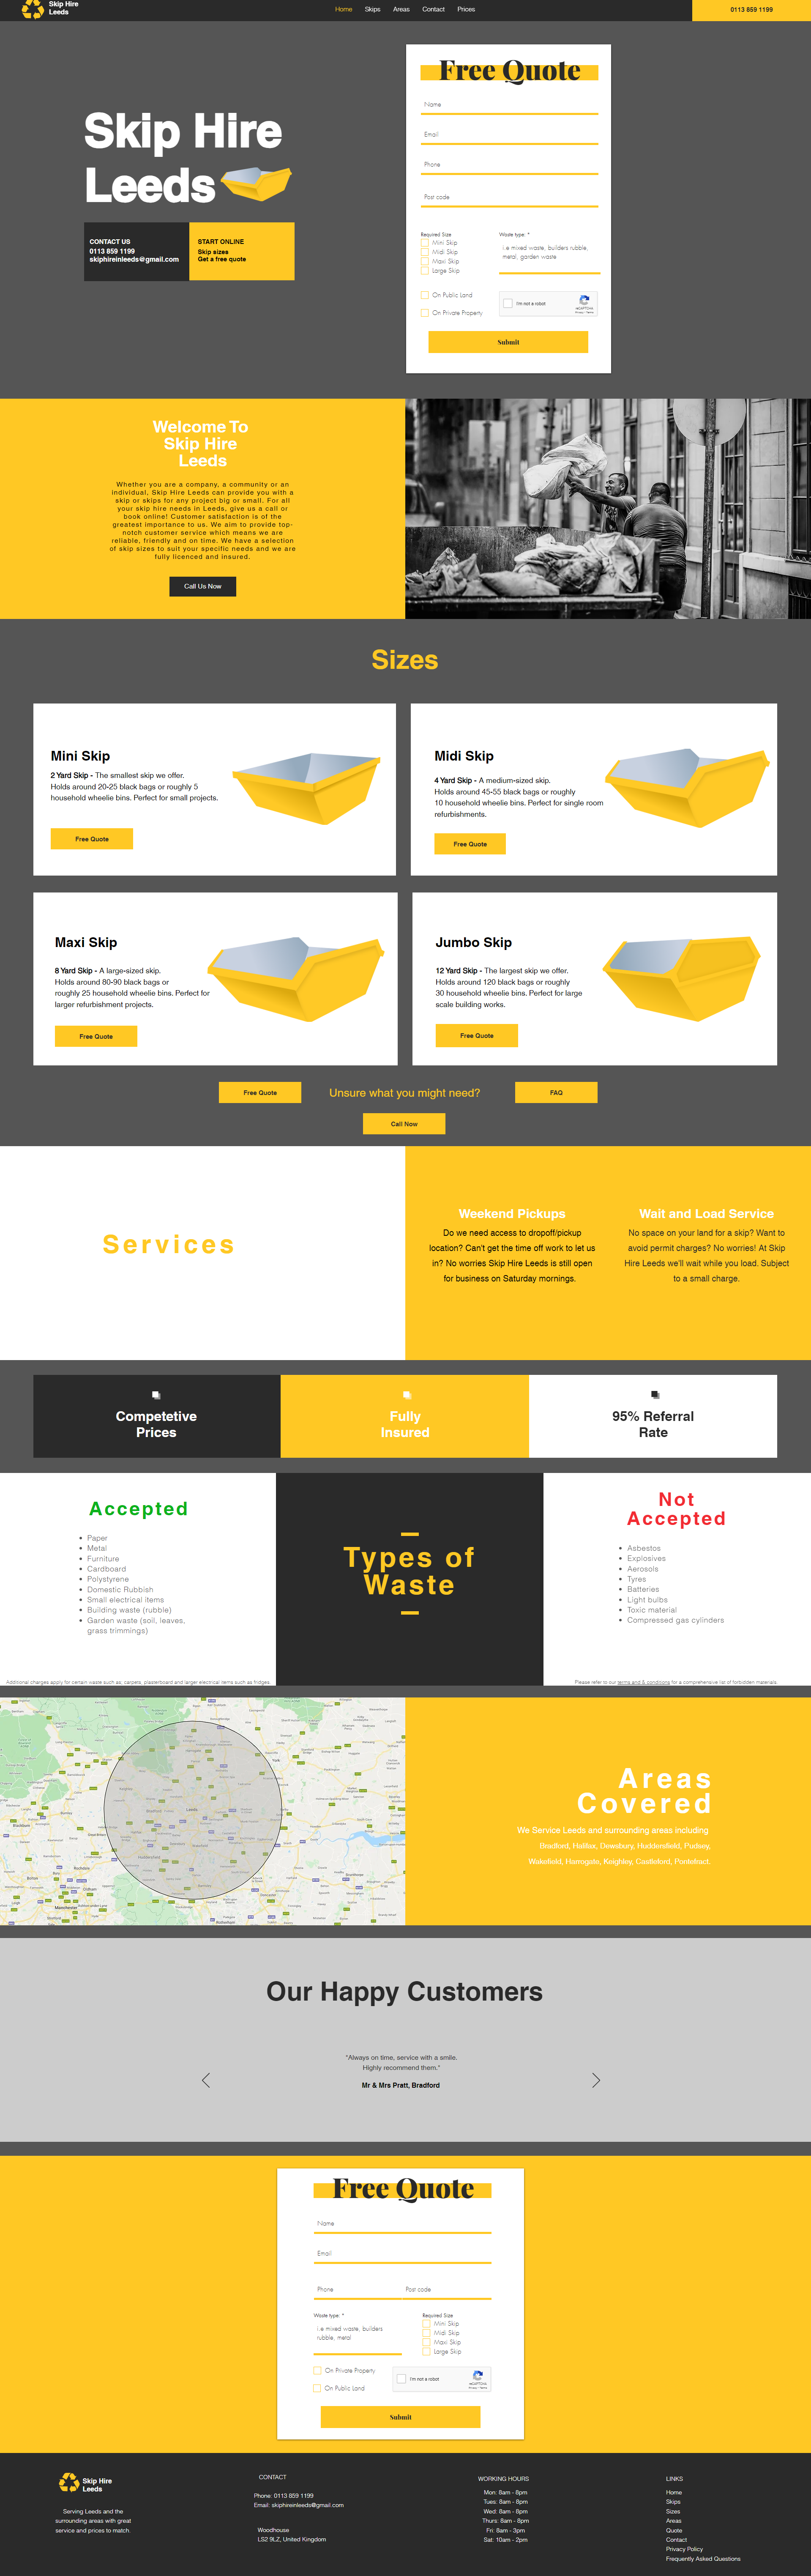 Skip Hire
Leeds
Home Skips Areas Contact Prices
0113 859 1199
Skip Hire
Leeds
CONTACT US
0113 859 1199
skiphireinleeds@gmail.com
START ONLINE
Skip sizes
Get a free quote
Free Quote
Name
Email
Phone
Post code
Required Size
Mini Skip
Midi Skip
Maxi Skip
Large Skip
Waste type: *
i.e mixed waste, builders rubble,
metal, garden waste
On Public Land
On Private Property
I'm not a robot
reCAPTCHA
Privacy - Terms
Submit
Welcome To
Skip Hire
Leeds
Whether you are a company, a community or an
individual, Skip Hire Leeds can provide you with a
skip or skips for any project big or small. For all
your skip hire needs in Leeds, give us a call or
book online! Customer satisfaction is of the
greatest importance to us. We aim to provide top-
notch customer service which means we are
reliable, friendly and on time. We have a selection
of skip sizes to suit your specific needs and we are
fully licenced and insured.
Call Us Now
Sizes
Mini Skip
2 Yard Skip - The smallest skip we offer.
Holds around 20-25 black bags or roughly 5
household wheelie bins. Perfect for small projects.
Free Quote
Midi Skip
4 Yard Skip - A medium-sized skip.
Holds around 45-55 black bags or roughly
10 household wheelie bins. Perfect for single room
refurbishments.
Free Quote
Maxi Skip
8 Yard Skip - A large-sized skip.
Holds around 80-90 black bags or
roughly 25 household wheelie bins. Perfect for
larger refurbishment projects.
Free Quote
Jumbo Skip
12 Yard Skip - The largest skip we offer.
Holds around 120 black bags or roughly
30 household wheelie bins. Perfect for large
scale building works.
Free Quote
Free Quote
Unsure what you might need?
FAQ
Call Now
Services
Weekend Pickups
Do we need access to dropoff/pickup
location? Can't get the time off work to let us
in? No worries Skip Hire Leeds is still open
for business on Saturday mornings.
Wait and Load Service
No space on your land for a skip? Want to
avoid permit charges? No worries! At Skip
Hire Leeds we'll wait while you load. Subject
to a small charge.
Competetive
Prices
Fully
Insured
95% Referral
Rate
Accepted
Paper
Metal
Furniture
Cardboard
Polystyrene
Domestic Rubbish
Small electrical items
Building waste (rubble)
Garden waste (soil, leaves,
grass trimmings)
Additional charges apply for certain waste such as; carpets, plasterboard and larger electrical items such as fridges
Types of
Waste
Not
Accepted
Asbestos
Explosives
Aerosols
Tyres
Batteries
Light bulbs
Toxic material
Compressed gas cylinders
Please refer to our terms and & conditions for a comprehensive list of forbidden materials
Areas
Covered
We Service Leeds and surrounding areas including
Bradford, Halifax, Dewsbury, Huddersfield, Pudsey,
Wakefield, Harrogate, Keighley, Castleford, Pontefract.
Our Happy Customers
"Always on time, service with a smile.
Highly recommend them."
Mr & Mrs Pratt, Bradford
Free Quote
Name
Email
Phone
Post code
Waste type: *
i.e mixed waste, builders
rubble, metal
Required Size
Mini Skip
Midi Skip
Maxi Skip
Large Skip
On Private Property
On Public Land
I'm not a robot
reCAPTCHA
Privacy - Terms
Submit
Skip Hire
Leeds
Serving Leeds and the
surrounding areas with great
service and prices to match.
CONTACT
Phone: 0113 859 1199
Email: skiphireinleeds@gmail.com
Woodhouse
LS2 9LZ, United Kingdom
WORKING HOURS
Mon: 8am - 8pm
Tues: 8am - 8pm
Wed: 8am - 8pm
Thurs: 8am - 8pm
Fri: 8am - 3pm
Sat: 10am - 2pm
LINKS
Home
Skips
Sizes
Areas
Quote
Contact
Privacy Policy
Frequently Asked Questions